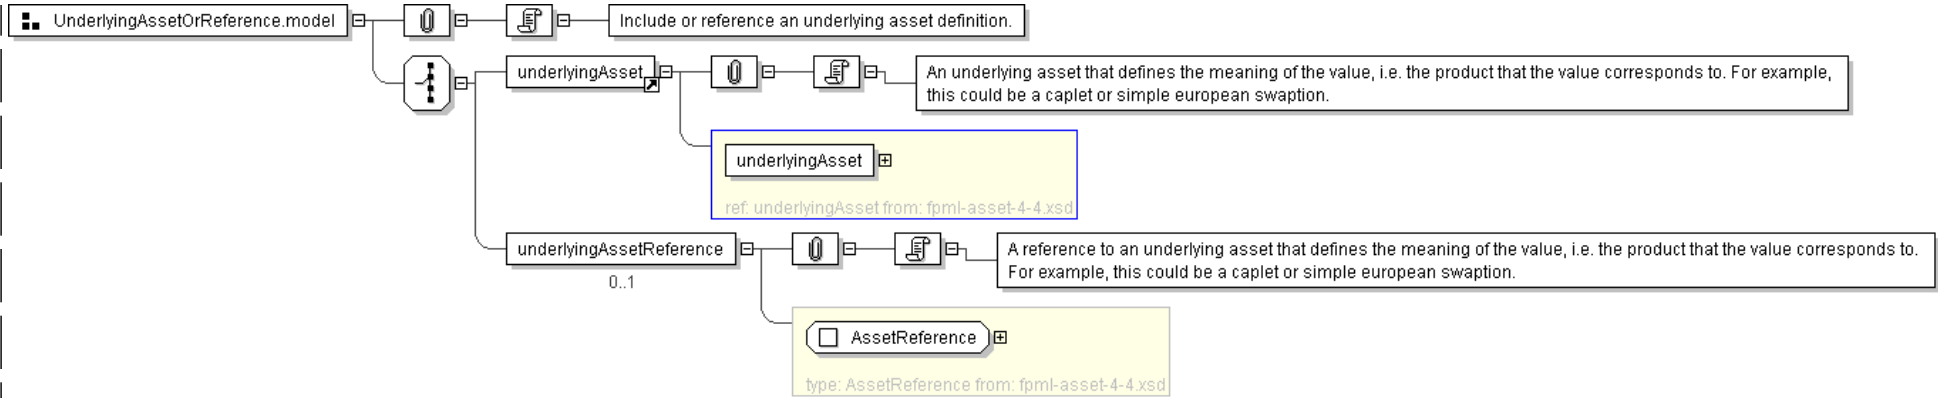 UnderlyingAssetOrReference.model
Include or reference an underlying asset definition.
underlyingAsset
An underlying asset that defines the meaning of the value, i.e. the product that the value corresponds to. For example,
this could be a caplet or simple european swaption.
underlyingAsset
ref: underlyingAsset from: fpml-asset-4-4.xsd
underlyingAssetReference
0..1
A reference to an underlying asset that defines the meaning of the value, i.e. the product that the value corresponds to.
For example, this could be a caplet or simple european swaption.
AssetReference
type: AssetReference from: fpml-asset-4-4.xsd